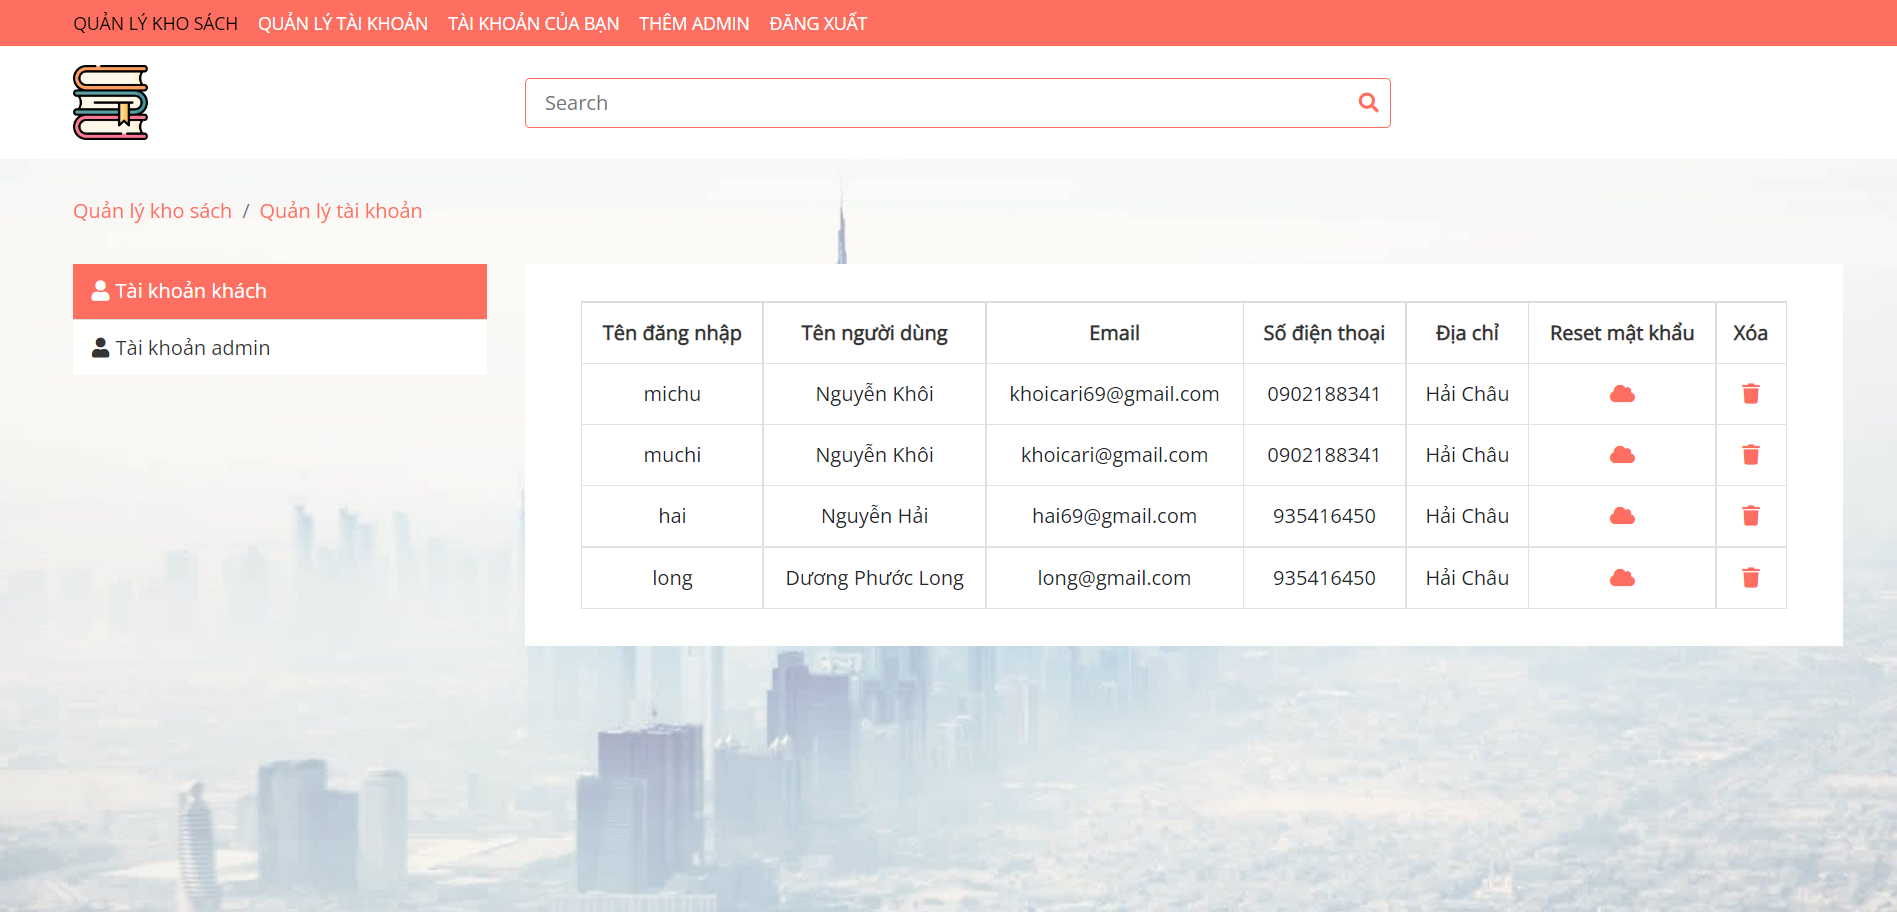 QUẢN LÝ KHO SÁCH QUẢN LÝ TÀI KHOẢN TÀI KHOẢN CỦA BẠN THÊM ADMIN ĐĂNG XUẤT
Search
Quản lý kho sách / Quản lý tài khoản
Tài khoản khách
Tài khoản admin
Tên đăng nhập Tên người dùng Email Số điện thoại Địa chỉ Reset mật khẩu Xóa
michu Nguyễn Khôi khoicari69@gmail.com 0902188341 Hải Châu
muchi Nguyễn Khôi khoicari@gmail.com 0902188341 Hải Châu
hai Nguyễn Hải hai69@gmail.com 935416450 Hải Châu
long Dương Phước Long long@gmail.com 935416450 Hải Châu